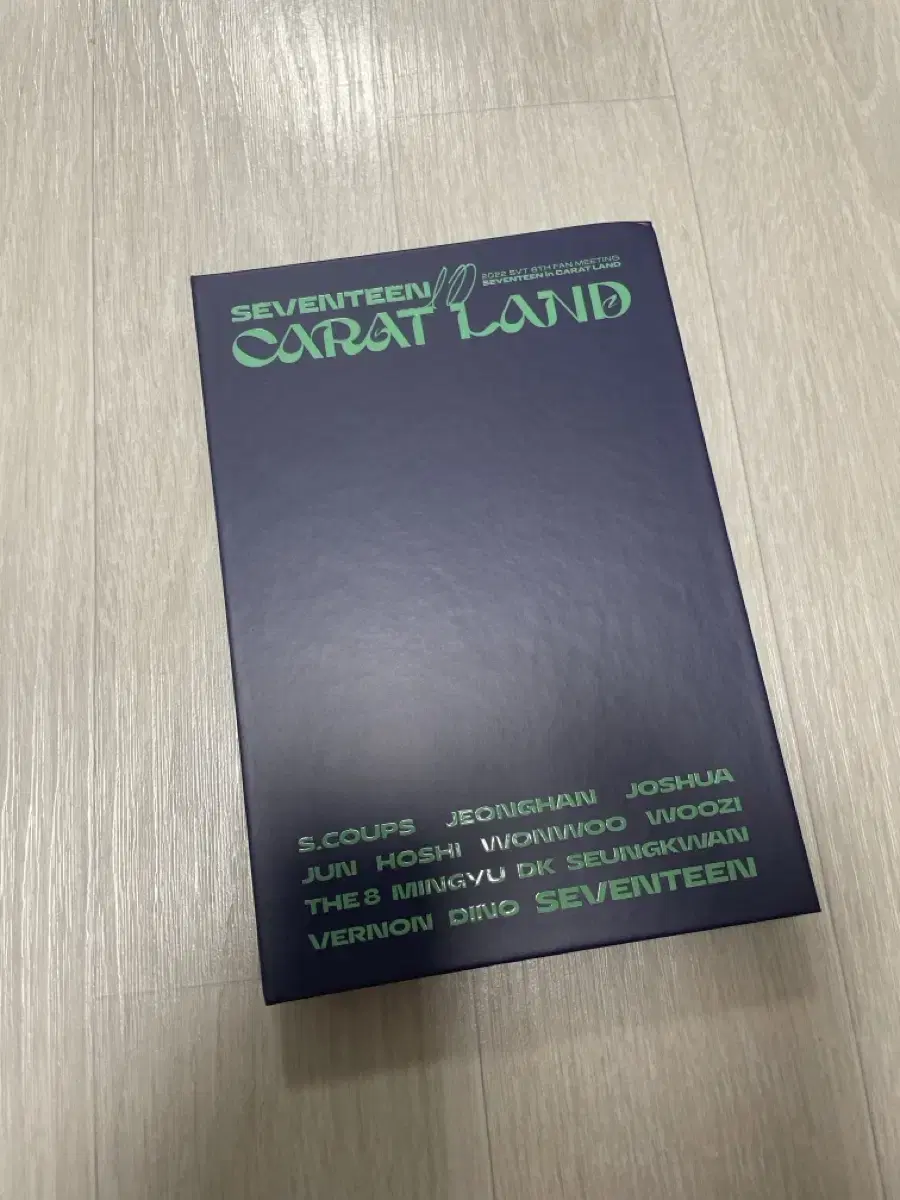 SEVENTEEN in
CARAT LAND
2022 SVT 6TH FAN MEETING
SEVENTEEN in CARAT LAND
S.COUPS JEONGHAN JOSHUA
JUN HOSHI WONWOO WOOZI
THE 8 MINGYU DK SEUNGKWAN
VERNON DINO SEVENTEEN